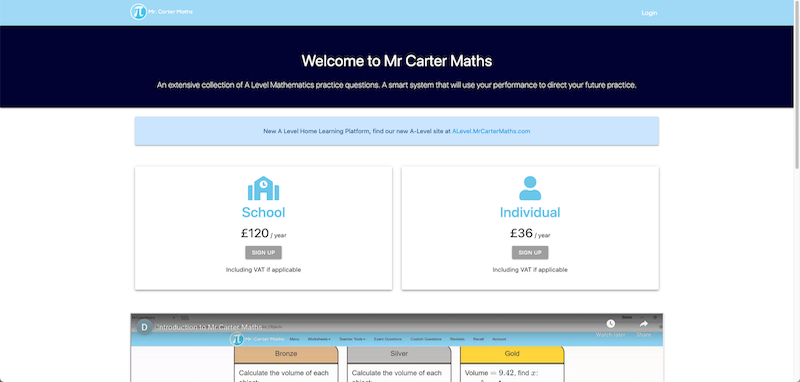 Mr. Carter Maths
Login
Welcome to Mr Carter Maths
An extensive collection of A Level Mathematics practice questions. A smart system that will use your performance to direct your future practice.
New A Level Home Learning Platform, find our new A-Level site at ALevel.MrCarterMaths.com
School
£120 / year
SIGN UP
Including VAT if applicable
Individual
£36 / year
SIGN UP
Including VAT if applicable
D
Introduction to Mr Carter Maths
Watch later
Share
Mr. Carter Maths
Menu
Worksheets
Teacher Tools
Exam Questions
Custom Questions
Account
Bronze
Silver
Gold
Calculate the volume of each
Calculate the volume of each
Volume = 9.42, find x: